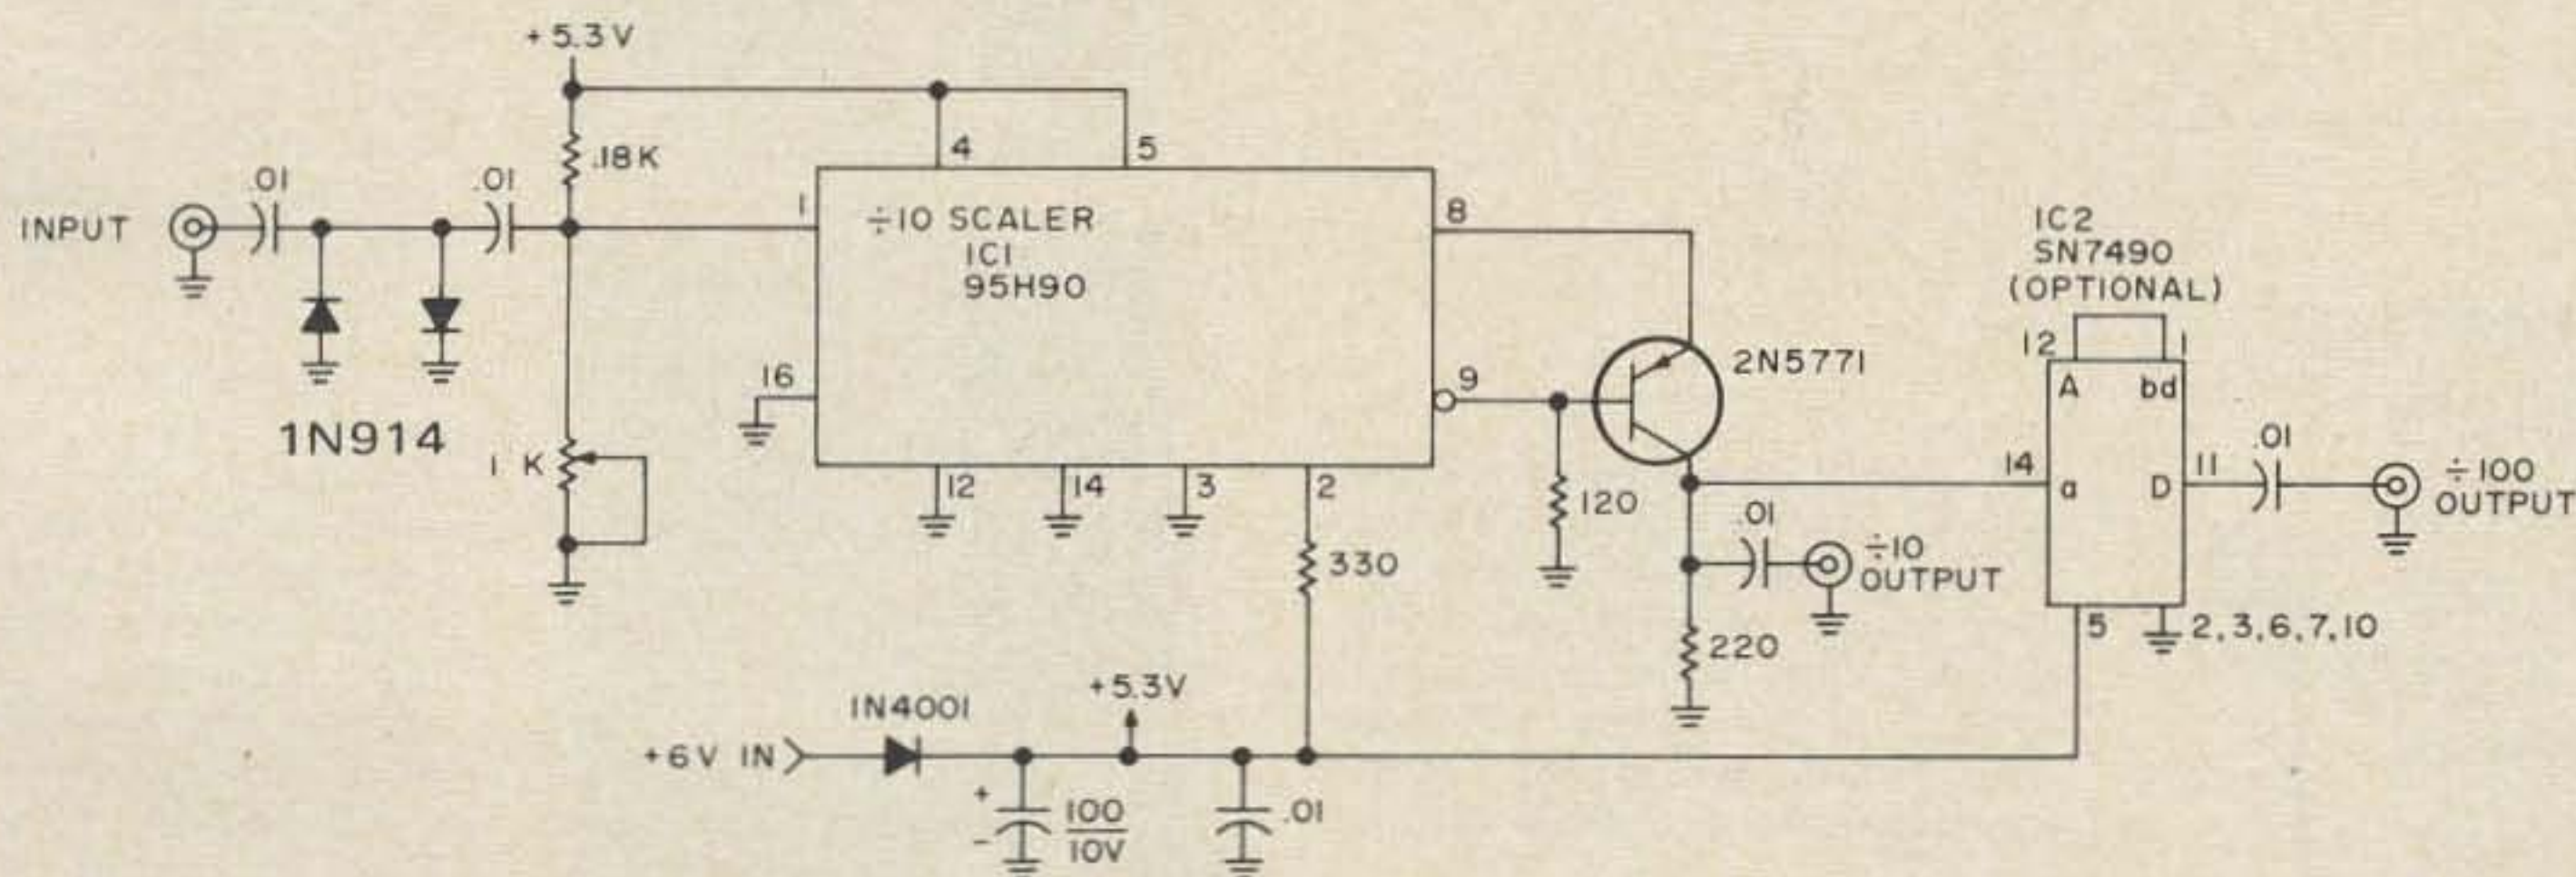 +5.3V
.18K
4
5
.01
.01
INPUT
1
÷10 SCALER
IC1
95H90
8
IC2
SN7490
(OPTIONAL)
12
1
2N5771
A
bd
16
9
1N914
1 K
12
14
3
2
120
14
a
D
11
.01
÷100
OUTPUT
.01
÷10
OUTPUT
330
5
2,3,6,7,10
220
+5.3V
1N4001
+6V IN
+
-
100
10V
.01